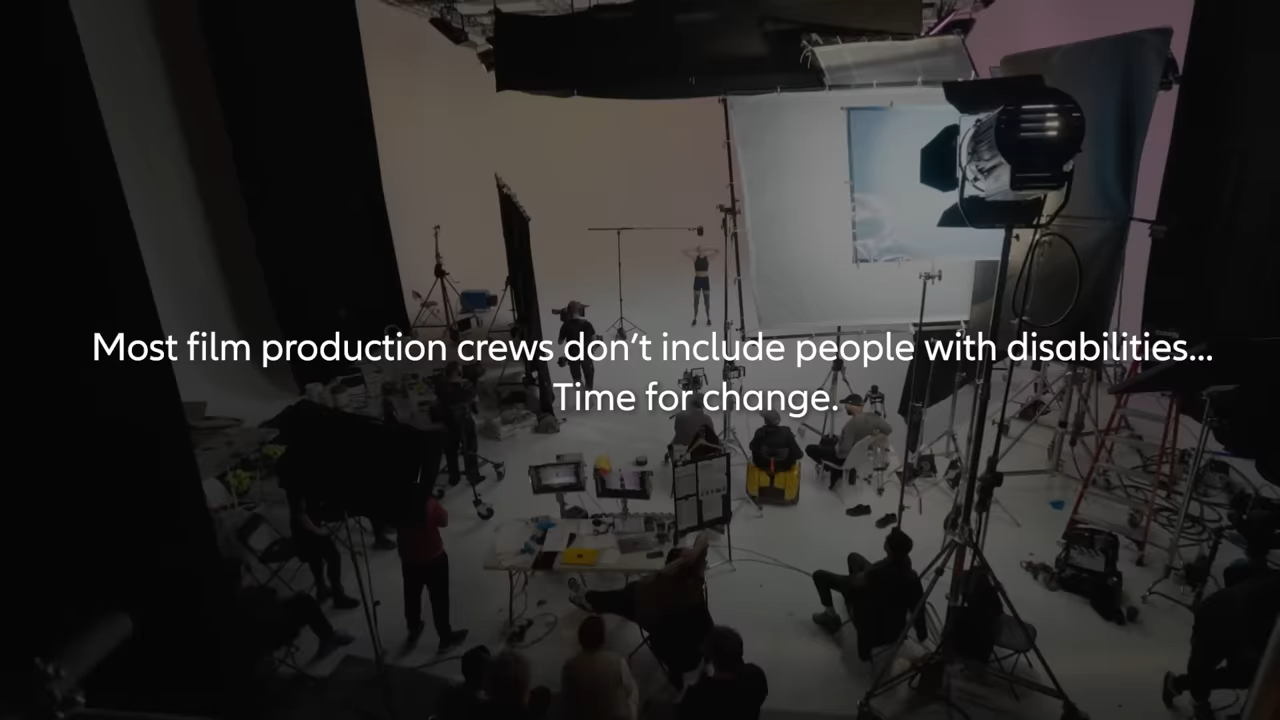 Most film production crews don’t include people with disabilities...
Time for change.